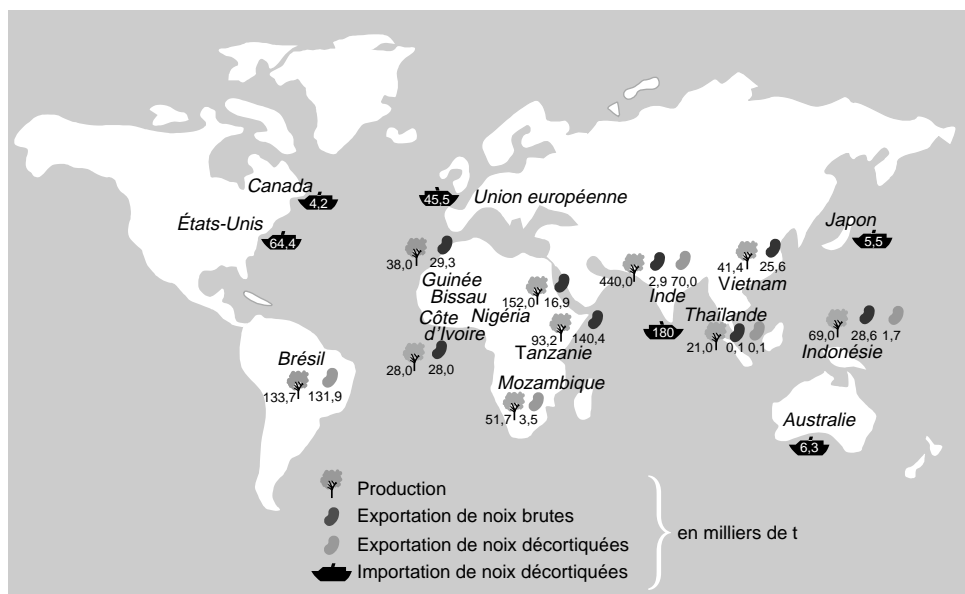 Canada
4,2
États-Unis
64,4
45,5
Union européenne
Japon
5,5
38,0 29,3
Guinée
Bissau
152,0 16,9
Nigéria
Côte
d'Ivoire
28,0 28,0
93,2 140,4
Tanzanie
440,0 2,9 70,0
Inde
180
41,4 25,6
Vietnam
Thaïlande
21,0 0,1 0,1
69,0 28,6 1,7
Indonésie
Brésil
133,7 131,9
Mozambique
51,7 3,5
Australie
6,3
Production
Exportation de noix brutes
Exportation de noix décortiquées
Importation de noix décortiquées
en milliers de t